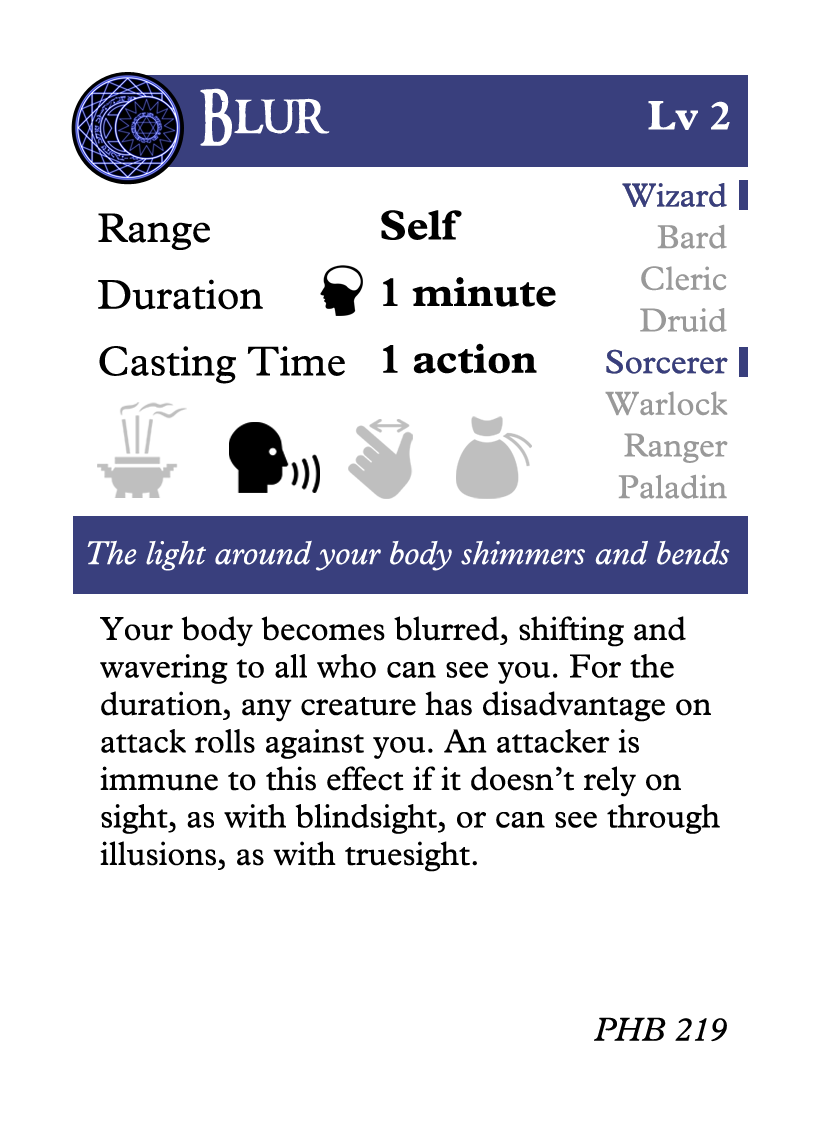 Blur
Lv 2
Range Self
Duration 1 minute
Casting Time 1 action
Wizard
Bard
Cleric
Druid
Sorcerer
Warlock
Ranger
Paladin
The light around your body shimmers and bends
Your body becomes blurred, shifting and
wavering to all who can see you. For the
duration, any creature has disadvantage on
attack rolls against you. An attacker is
immune to this effect if it doesn’t rely on
sight, as with blindsight, or can see through
illusions, as with truesight.
PHB 219